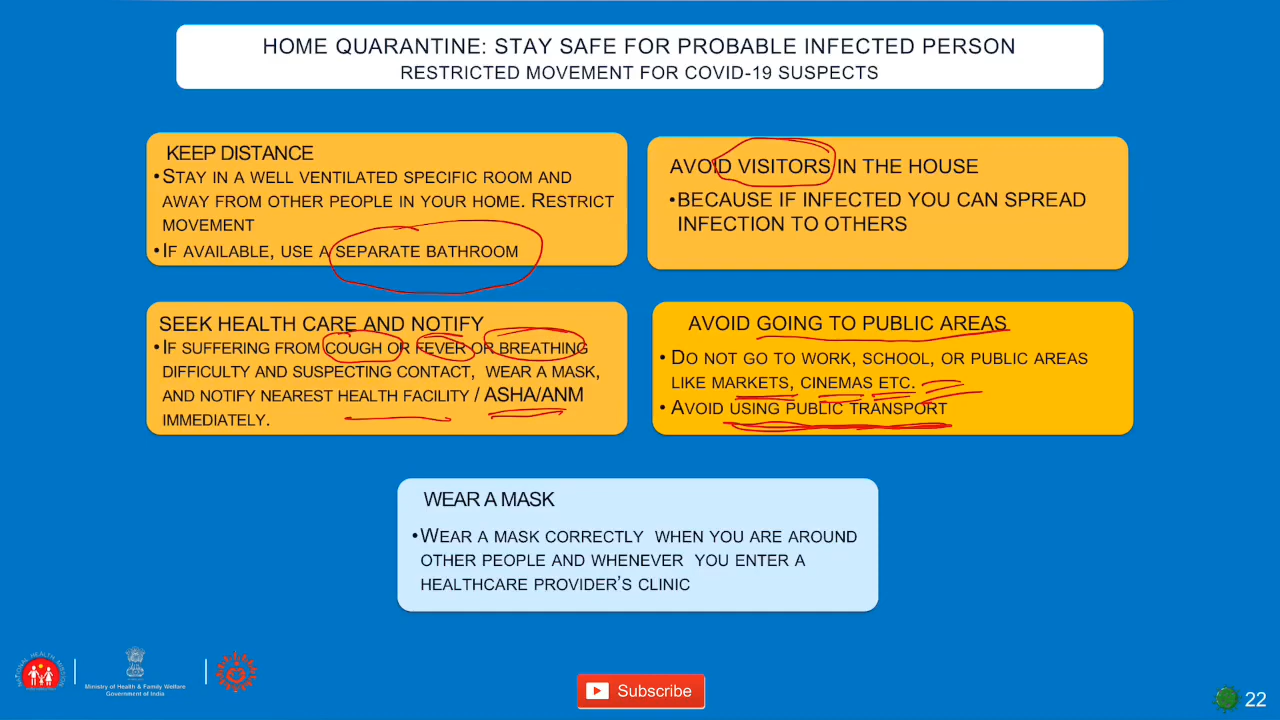 HOME QUARANTINE: STAY SAFE FOR PROBABLE INFECTED PERSON
RESTRICTED MOVEMENT FOR COVID-19 SUSPECTS
KEEP DISTANCE
•STAY IN A WELL VENTILATED SPECIFIC ROOM AND
AWAY FROM OTHER PEOPLE IN YOUR HOME. RESTRICT
MOVEMENT
•IF AVAILABLE, USE A SEPARATE BATHROOM
AVOID VISITORS IN THE HOUSE
•BECAUSE IF INFECTED YOU CAN SPREAD
INFECTION TO OTHERS
SEEK HEALTH CARE AND NOTIFY
•IF SUFFERING FROM COUGH OR FEVER OR BREATHING
DIFFICULTY AND SUSPECTING CONTACT, WEAR A MASK,
AND NOTIFY NEAREST HEALTH FACILITY / ASHA/ANM
IMMEDIATELY.
AVOID GOING TO PUBLIC AREAS
• DO NOT GO TO WORK, SCHOOL, OR PUBLIC AREAS
LIKE MARKETS, CINEMAS ETC.
• AVOID USING PUBLIC TRANSPORT
WEAR A MASK
•WEAR A MASK CORRECTLY WHEN YOU ARE AROUND
OTHER PEOPLE AND WHENEVER YOU ENTER A
HEALTHCARE PROVIDER'S CLINIC
NATIONAL HEALTH MISSION
Ministry of Health & Family Welfare
Government of India
Subscribe
22